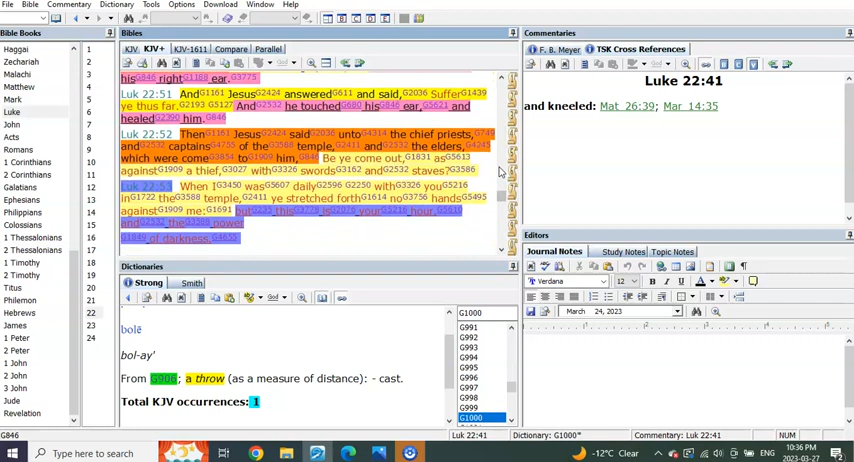 File Bible Commentary Dictionary Tools Options Download Window Help
Bible Books
Haggai
Zechariah
Malachi
Matthew
Mark
Luke
John
Acts
Romans
1 Corinthians
2 Corinthians
Galatians
Ephesians
Philippians
Colossians
1 Thessalonians
2 Thessalonians
1 Timothy
2 Timothy
Titus
Philemon
Hebrews
James
1 Peter
2 Peter
1 John
2 John
3 John
Jude
Revelation
1
2
3
4
5
6
7
8
9
10
11
12
13
14
15
16
17
18
19
20
21
22
23
24
Bibles
KJV KJV+ KJV-1611 Compare Parallel
his G846 right G1188 ear. G3775
Luk 22:51 And G1161 Jesus G2424 answered G611 and said, G2036 Suffer G1439
ye thus far. G2193 G5127 And G2532 he touched G680 his G846 ear, G5621 and
healed G2390 him. G846
Luk 22:52 Then G1161 Jesus G2424 said G2036 unto G4314 the chief priests, G749
and G2532 captains G4755 of the G3588 temple, G2411 and G2532 the elders, G4245
which were come G3854 to G1909 him, G846 Be ye come out, G1831 as G5613
against G1909 a thief, G3027 with G3326 swords G3162 and G2532 staves? G3586
Luk 22:53 When I G3450 was G5607 daily G2596 G2250 with G3326 you G5216
in G1722 the G3588 temple, G2411 ye stretched forth G1614 no G3756 hands G5495
against G1909 me: G1691 but G235 this G3778 is G2076 your G5216 hour, G5610
and G2532 the G3588 power G1849 of darkness. G4655
Dictionaries
Strong Smith
bolē
bol-ay'
From G906; a throw (as a measure of distance): - cast.
Total KJV occurrences: 1
G1000
G991
G992
G993
G994
G995
G996
G997
G998
G999
G1000
Commentaries
F. B. Meyer TSK Cross References
Luke 22:41
and kneeled: Mat 26:39; Mar 14:35
Editors
Journal Notes Study Notes Topic Notes
Verdana 12
B I U A
March 24, 2023
1 2 3 4 5
G846 Luk 22:41 Dictionary: G1000* Commentary: Luk 22:41 NUM
Type here to search
-12°C Clear
ENG
10:36 PM
2023-03-27
2